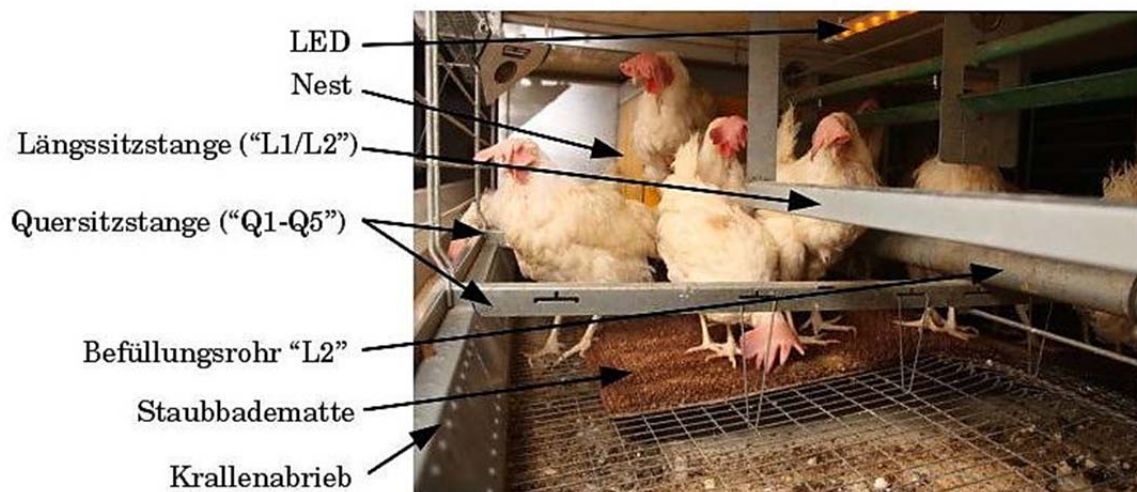 LED
Nest
Längssitzstange (“L1/L2”)
Quersitzstange (“Q1-Q5”)
Befüllungsrohr “L2”
Staubbadematte
Krallenabrieb